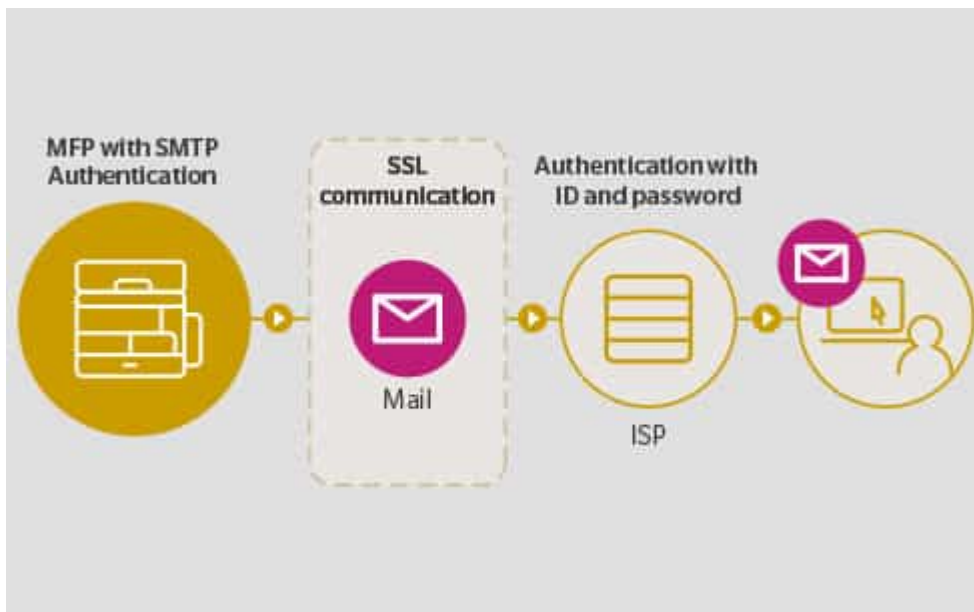 MFP with SMTP
Authentication
SSL
communication
Mail
Authentication with
ID and password
ISP